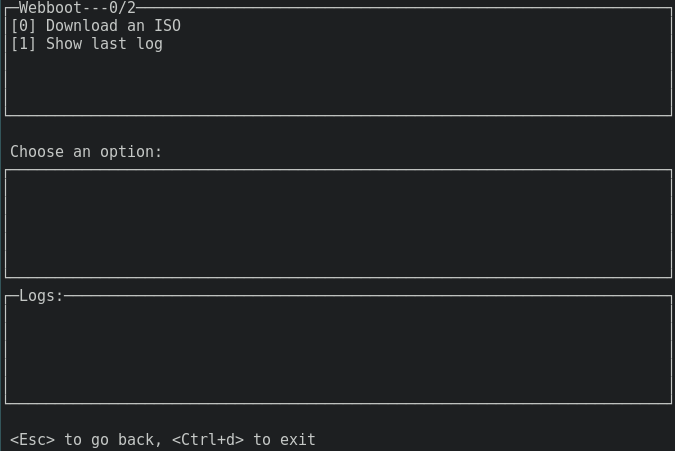 Webboot---0/2
[0] Download an ISO
[1] Show last log
Choose an option:
Logs:
<Esc> to go back, <Ctrl+d> to exit